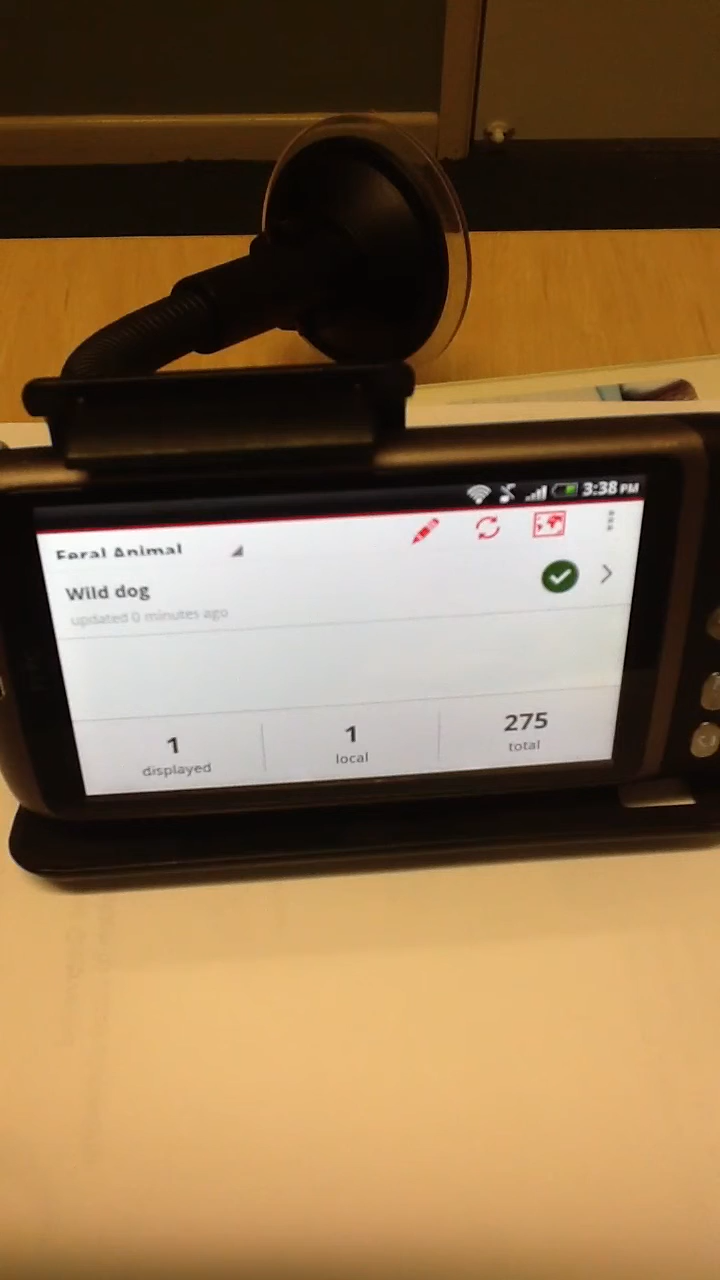 3:38 PM
Feral Animal
Wild dog
updated 0 minutes ago
1
displayed
1
local
275
total